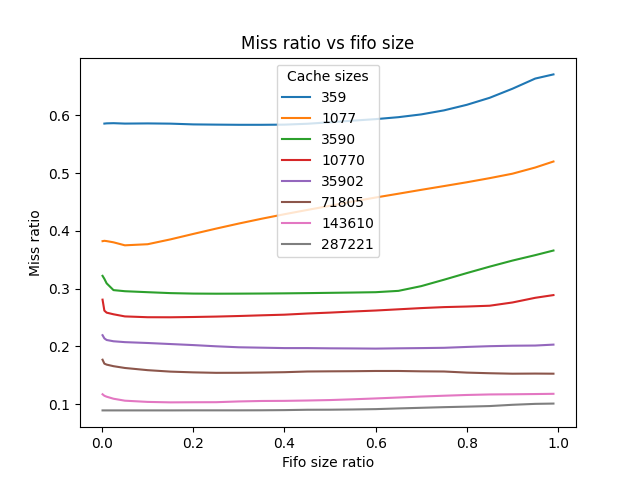 Miss ratio vs fifo size
Cache sizes
359
1077
3590
10770
35902
71805
143610
287221
Miss ratio
0.6
0.5
0.4
0.3
0.2
0.1
0.0 0.2 0.4 0.6 0.8 1.0
Fifo size ratio